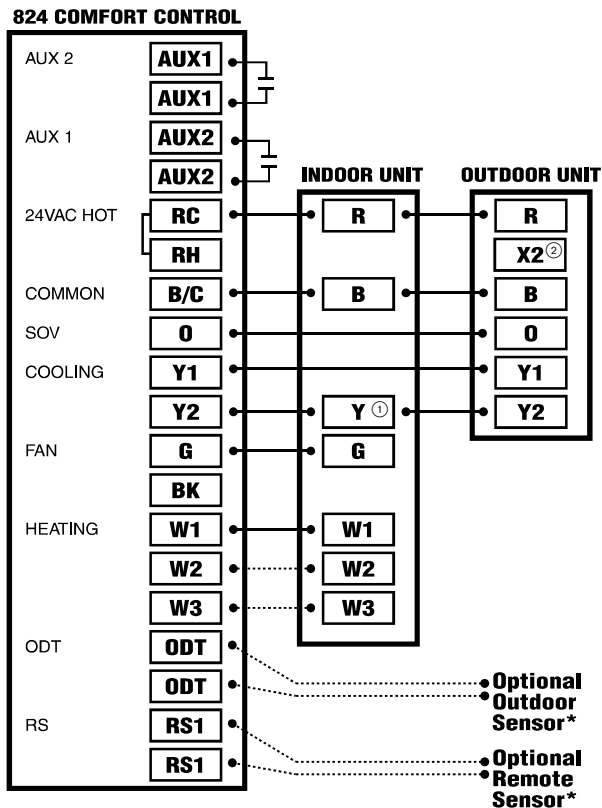 824 COMFORT CONTROL
AUX 2
AUX1
AUX1
AUX 1
AUX2
AUX2
INDOOR UNIT
OUTDOOR UNIT
24VAC HOT
RC
R
R
RH
X2②
COMMON
B/C
B
B
SOV
O
O
COOLING
Y1
Y1
Y2
Y ①
Y2
FAN
G
G
BK
HEATING
W1
W1
W2
W2
W3
W3
ODT
ODT
ODT
Optional
Outdoor
Sensor*
RS
RS1
RS1
Optional
Remote
Sensor*